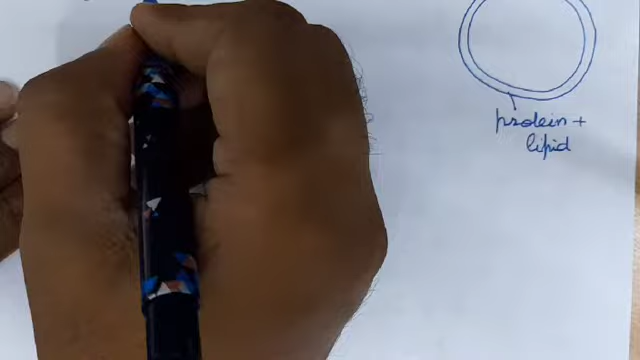 protein +
lipid